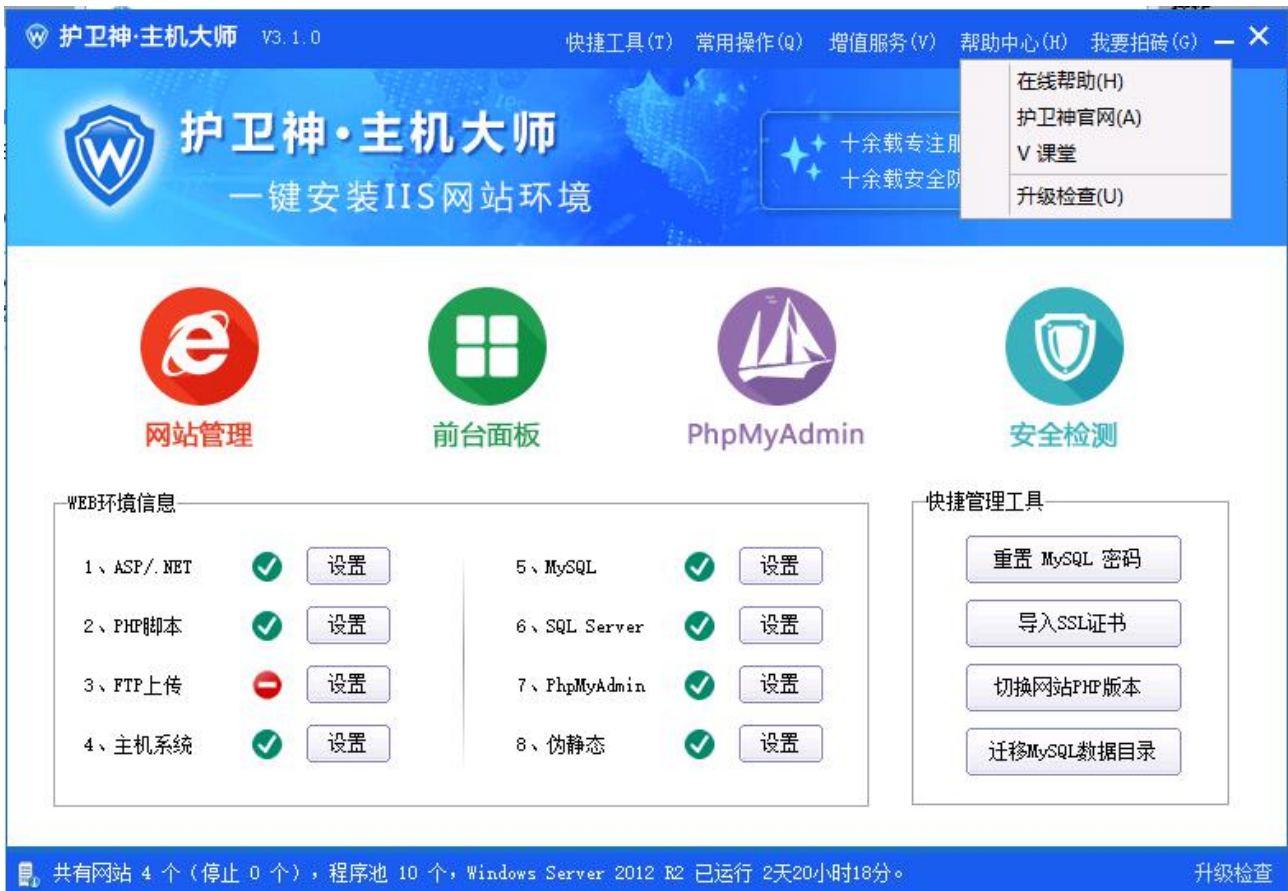 护卫神·主机大师 V3.1.0
快捷工具(T) 常用操作(Q) 增值服务(V) 帮助中心(H) 我要拍砖(G)
在线帮助(H)
护卫神官网(A)
V 课堂
升级检查(U)
护卫神·主机大师
一键安装IIS网站环境
十余载专注
十余载安全
网站管理
前台面板
PhpMyAdmin
安全检测
WEB环境信息
1、ASP/.NET 设置
2、PHP脚本 设置
3、FTP上传 设置
4、主机系统 设置
5、MySQL 设置
6、SQL Server 设置
7、PhpMyAdmin 设置
8、伪静态 设置
快捷管理工具
重置 MySQL 密码
导入SSL证书
切换网站PHP版本
迁移MySQL数据目录
共有网站 4 个(停止 0 个),程序池 10 个,Windows Server 2012 R2 已运行 2天20小时18分。
升级检查